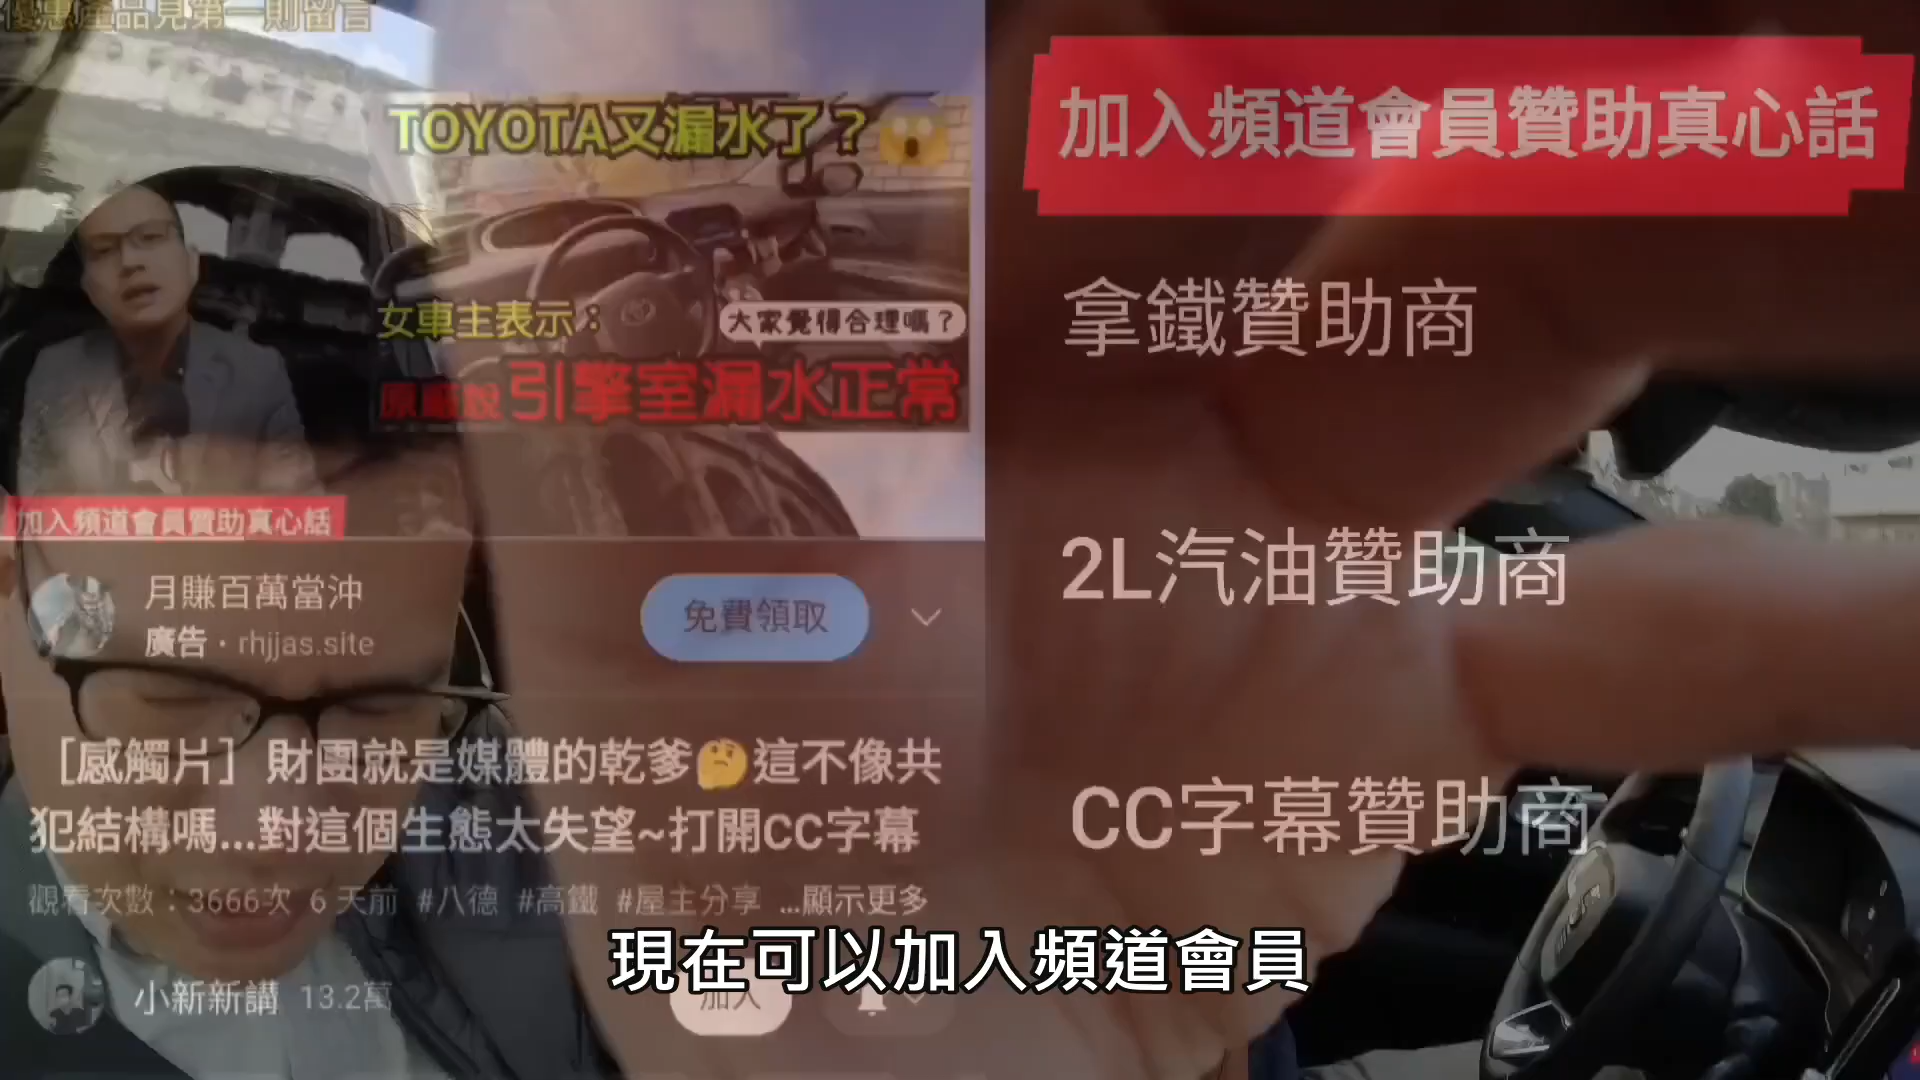 優惠產品見第一則留言
TOYOTA又漏水了？😱
女車主表示：
大家覺得合理嗎？
原廠說引擎室漏水正常
加入頻道會員贊助真心話
月賺百萬當沖
廣告・rhjjas.site
免費領取
［感觸片］財團就是媒體的乾爹🤔這不像共
犯結構嗎...對這個生態太失望~打開CC字幕
觀看次數：3666次 6 天前 #八德 #高鐵 #屋主分享 ...顯示更多
小新新講 13.2萬
加入
加入頻道會員贊助真心話
拿鐵贊助商
2L汽油贊助商
CC字幕贊助商
現在可以加入頻道會員